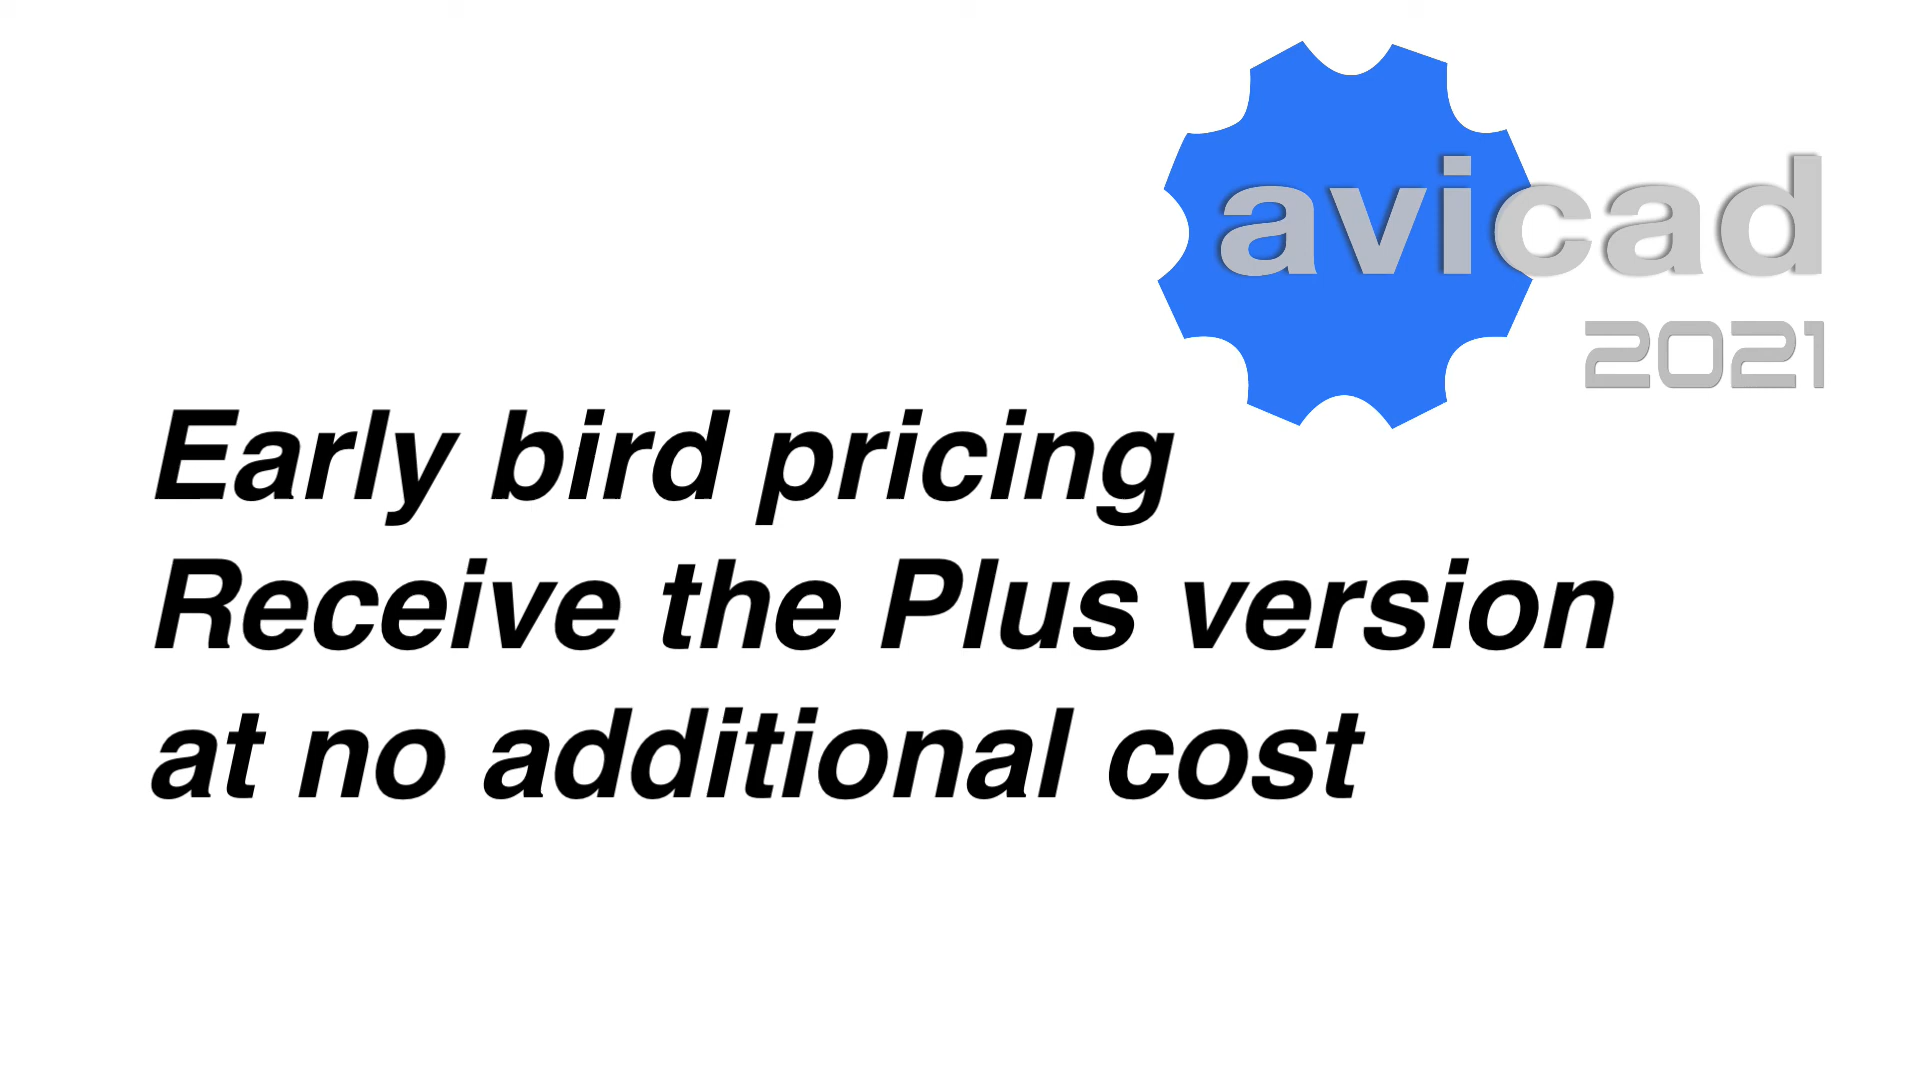 avicad
2021
Early bird pricing
Receive the Plus version
at no additional cost